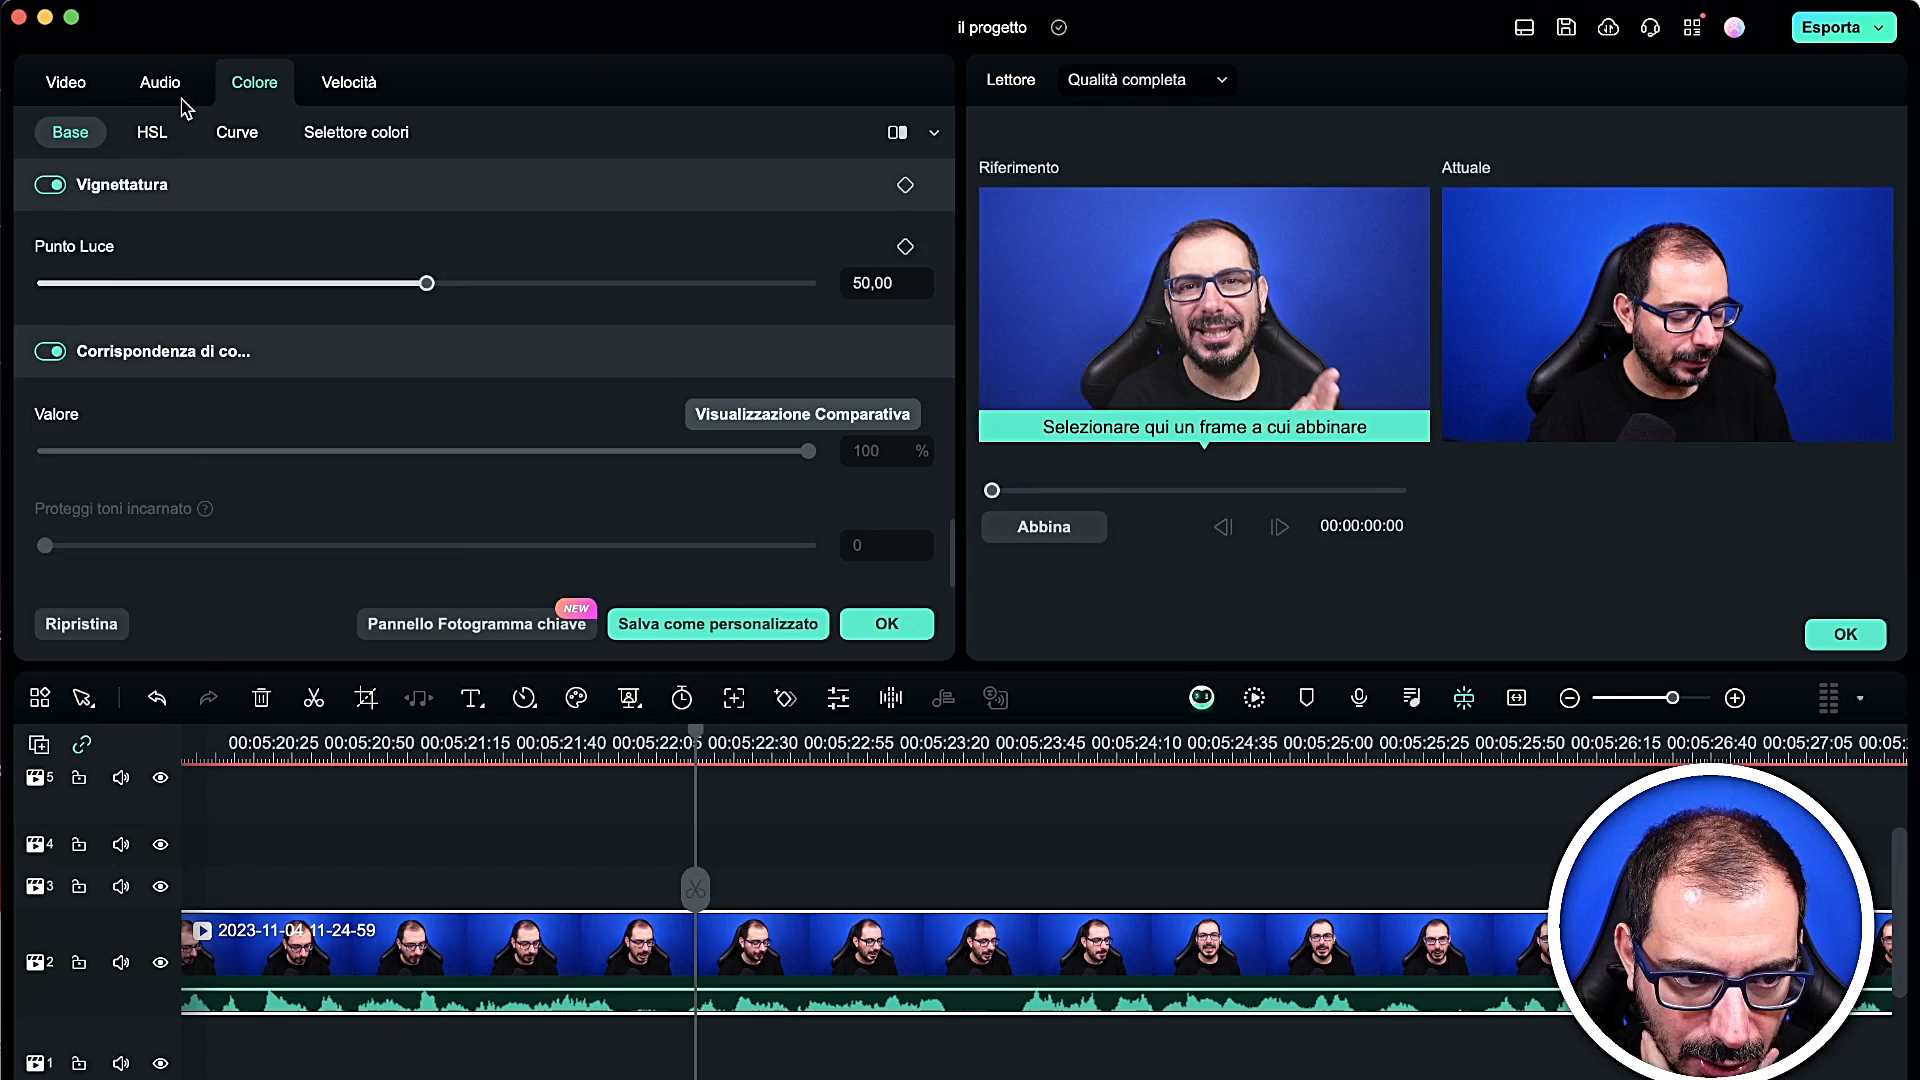 il progetto
Esporta
Video Audio Colore Velocità
Lettore Qualità completa
Base HSL Curve Selettore colori
Vignettatura
Riferimento
Attuale
Punto Luce
50,00
Corrispondenza di co...
Valore
Visualizzazione Comparativa
100 %
Proteggi toni incarnato ?
0
Selezionare qui un frame a cui abbinare
Abbina
00:00:00:00
Ripristina
Pannello Fotogramma chiave
NEW
Salva come personalizzato
OK
OK
00:05:20:25 00:05:20:50 00:05:21:15 00:05:21:40 00:05:22:05 00:05:22:30 00:05:22:55 00:05:23:20 00:05:23:45 00:05:24:10 00:05:24:35 00:05:25:00 00:05:25:25 00:05:25:50 00:05:26:15 00:05:26:40 00:05:27:05 00:05:
5
4
3
2023-11-04 11-24-59
2
1